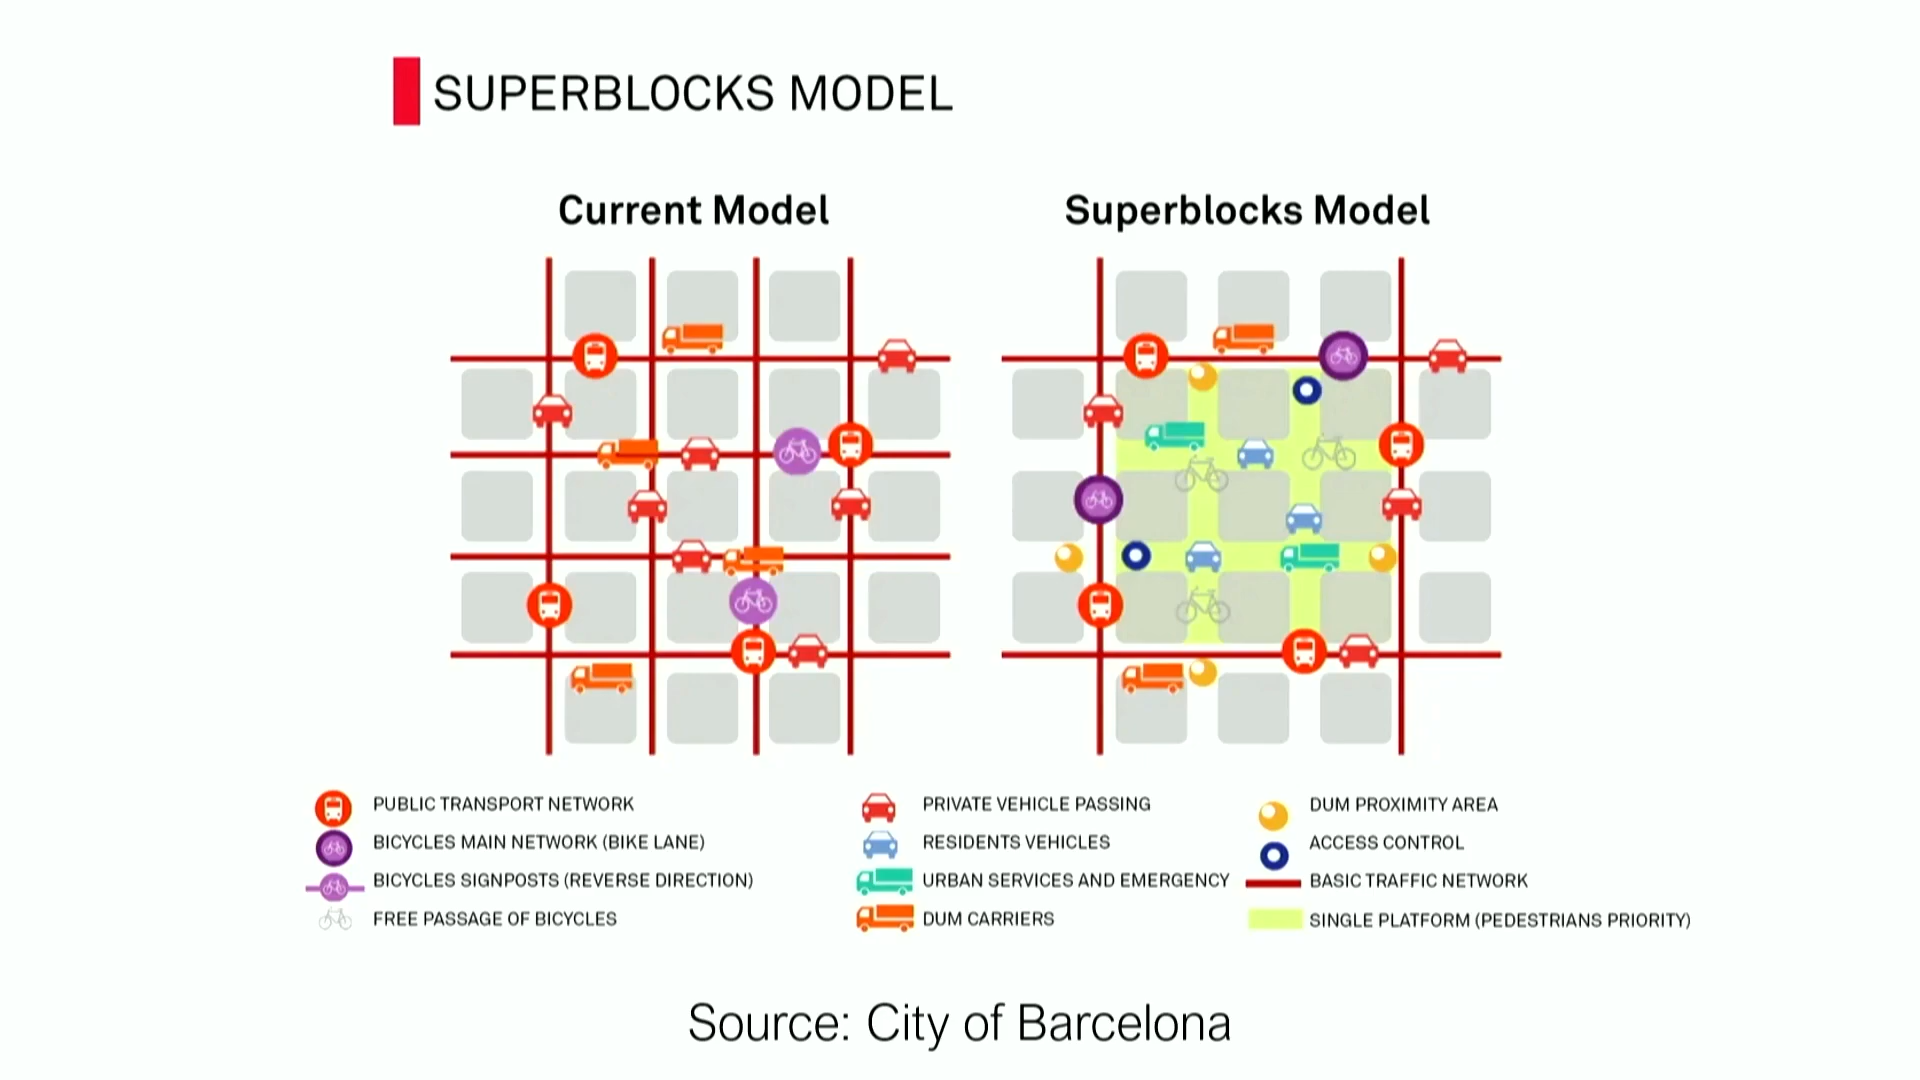 SUPERBLOCKS MODEL
Current Model
Superblocks Model
PUBLIC TRANSPORT NETWORK
BICYCLES MAIN NETWORK (BIKE LANE)
BICYCLES SIGNPOSTS (REVERSE DIRECTION)
FREE PASSAGE OF BICYCLES
PRIVATE VEHICLE PASSING
RESIDENTS VEHICLES
URBAN SERVICES AND EMERGENCY
DUM CARRIERS
DUM PROXIMITY AREA
ACCESS CONTROL
BASIC TRAFFIC NETWORK
SINGLE PLATFORM (PEDESTRIANS PRIORITY)
Source: City of Barcelona